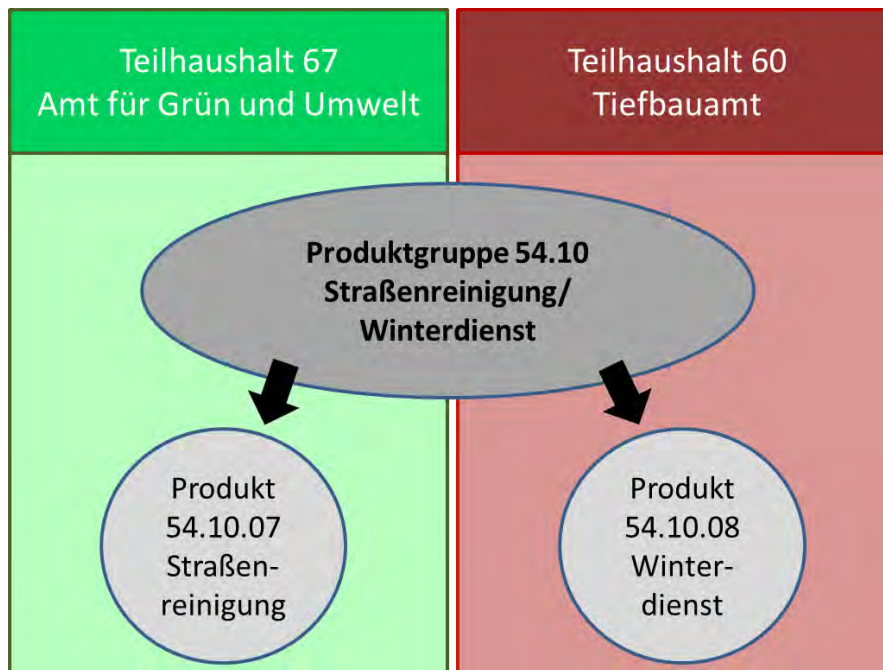 Teilhaushalt 67
Amt für Grün und Umwelt
Teilhaushalt 60
Tiefbauamt
Produktgruppe 54.10
Straßenreinigung/
Winterdienst
Produkt
54.10.07
Straßen-
reinigung
Produkt
54.10.08
Winter-
dienst